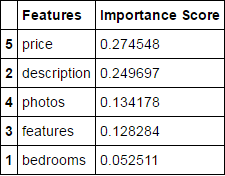 Features Importance Score
5 price 0.274548
2 description 0.249697
4 photos 0.134178
3 features 0.128284
1 bedrooms 0.052511